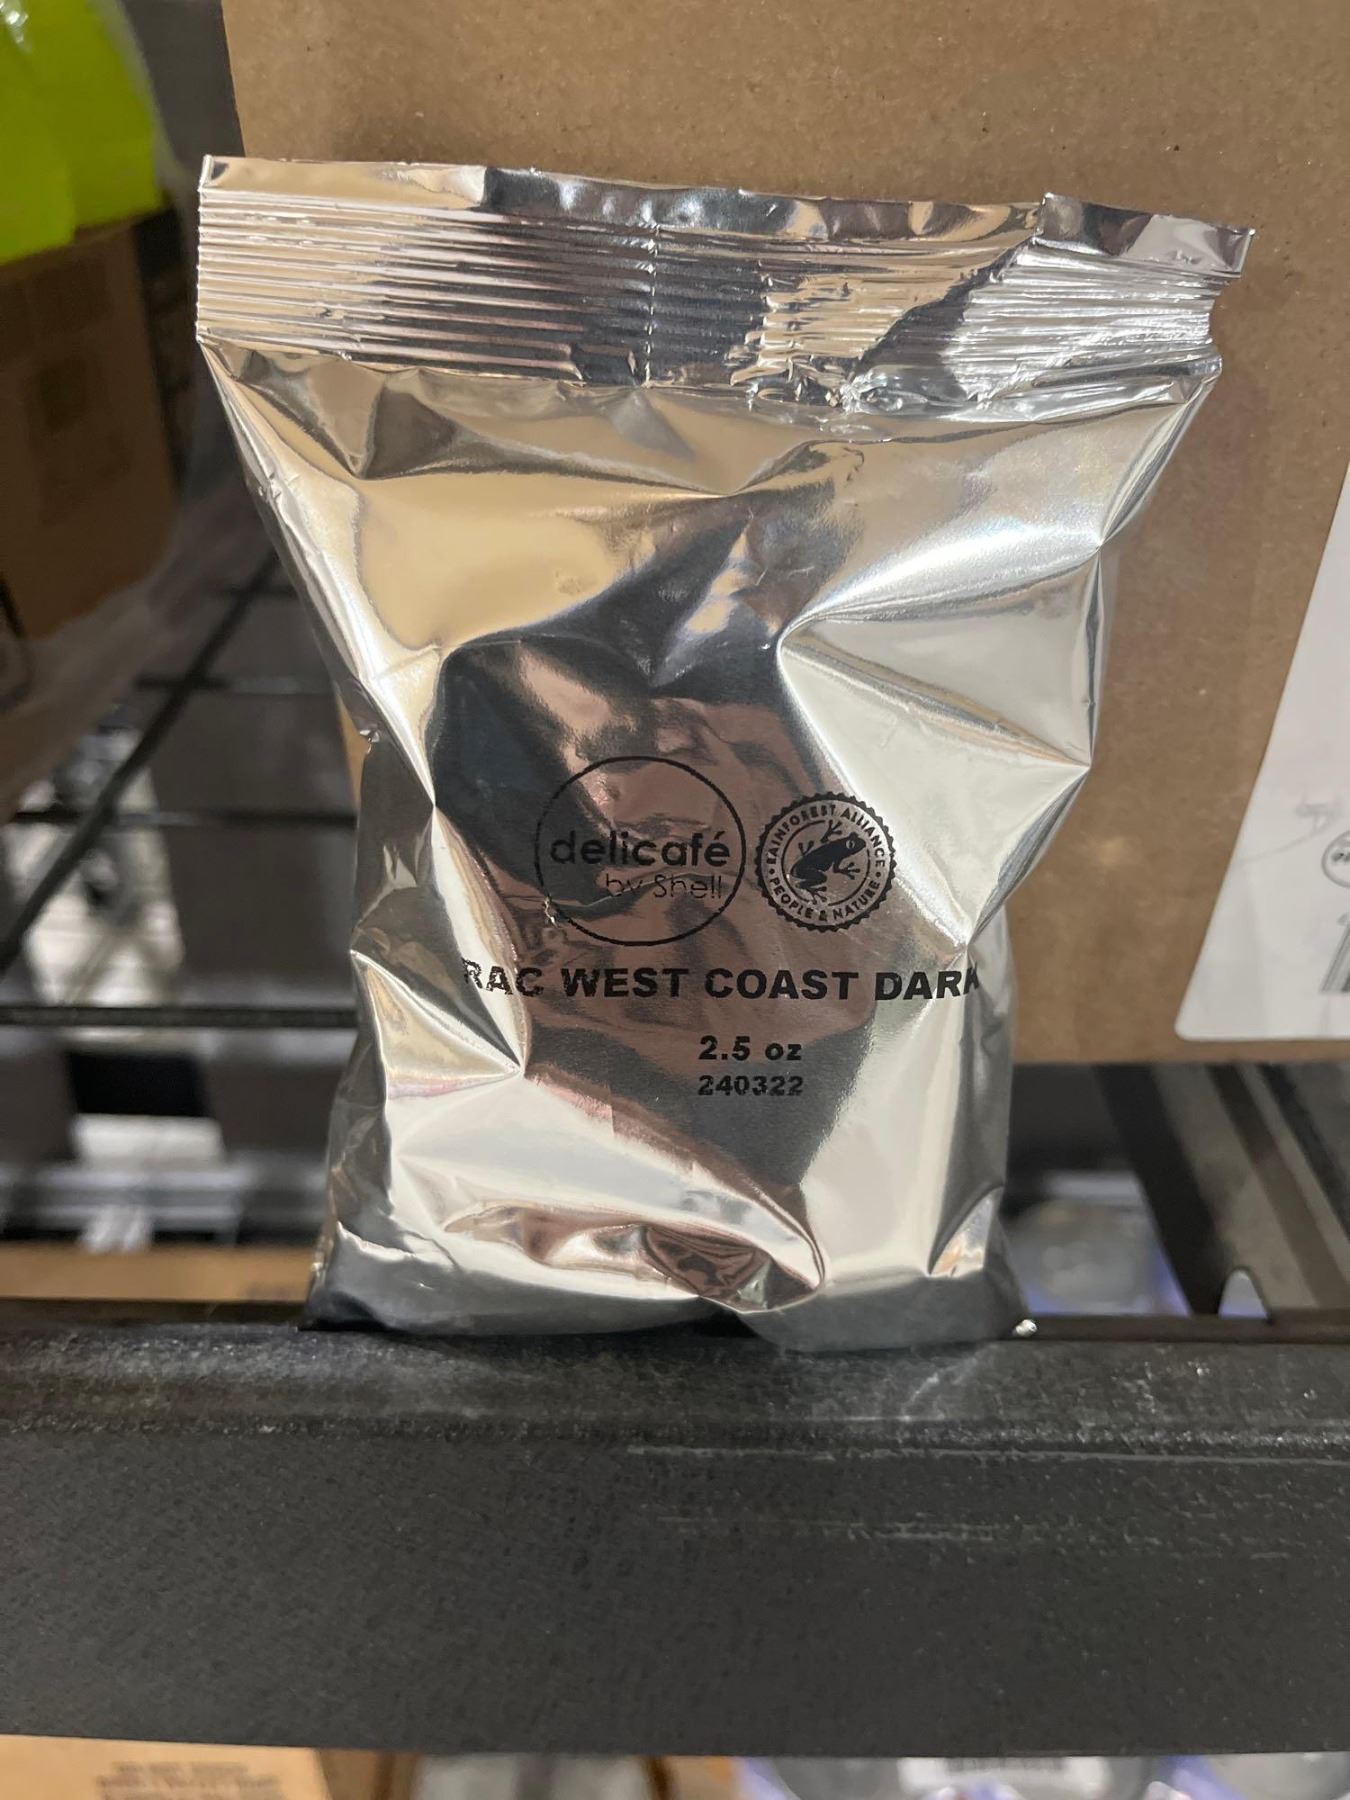 delicafé
by Shell
RAINFOREST ALLIANCE
PEOPLE & NATURE
RAC WEST COAST DARK
2.5 oz
240322